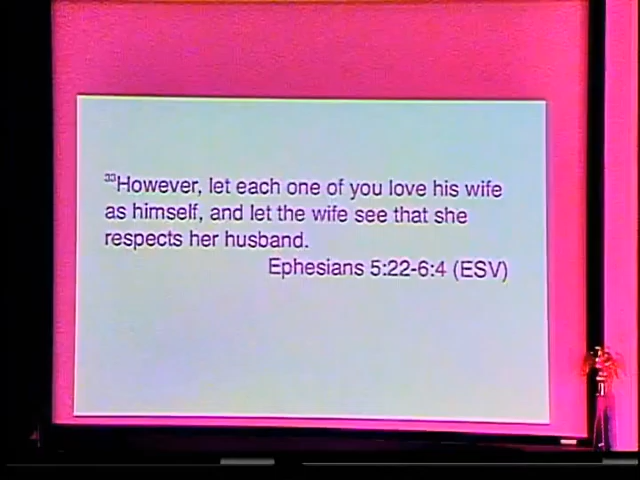 ³³However, let each one of you love his wife
as himself, and let the wife see that she
respects her husband.
Ephesians 5:22-6:4 (ESV)